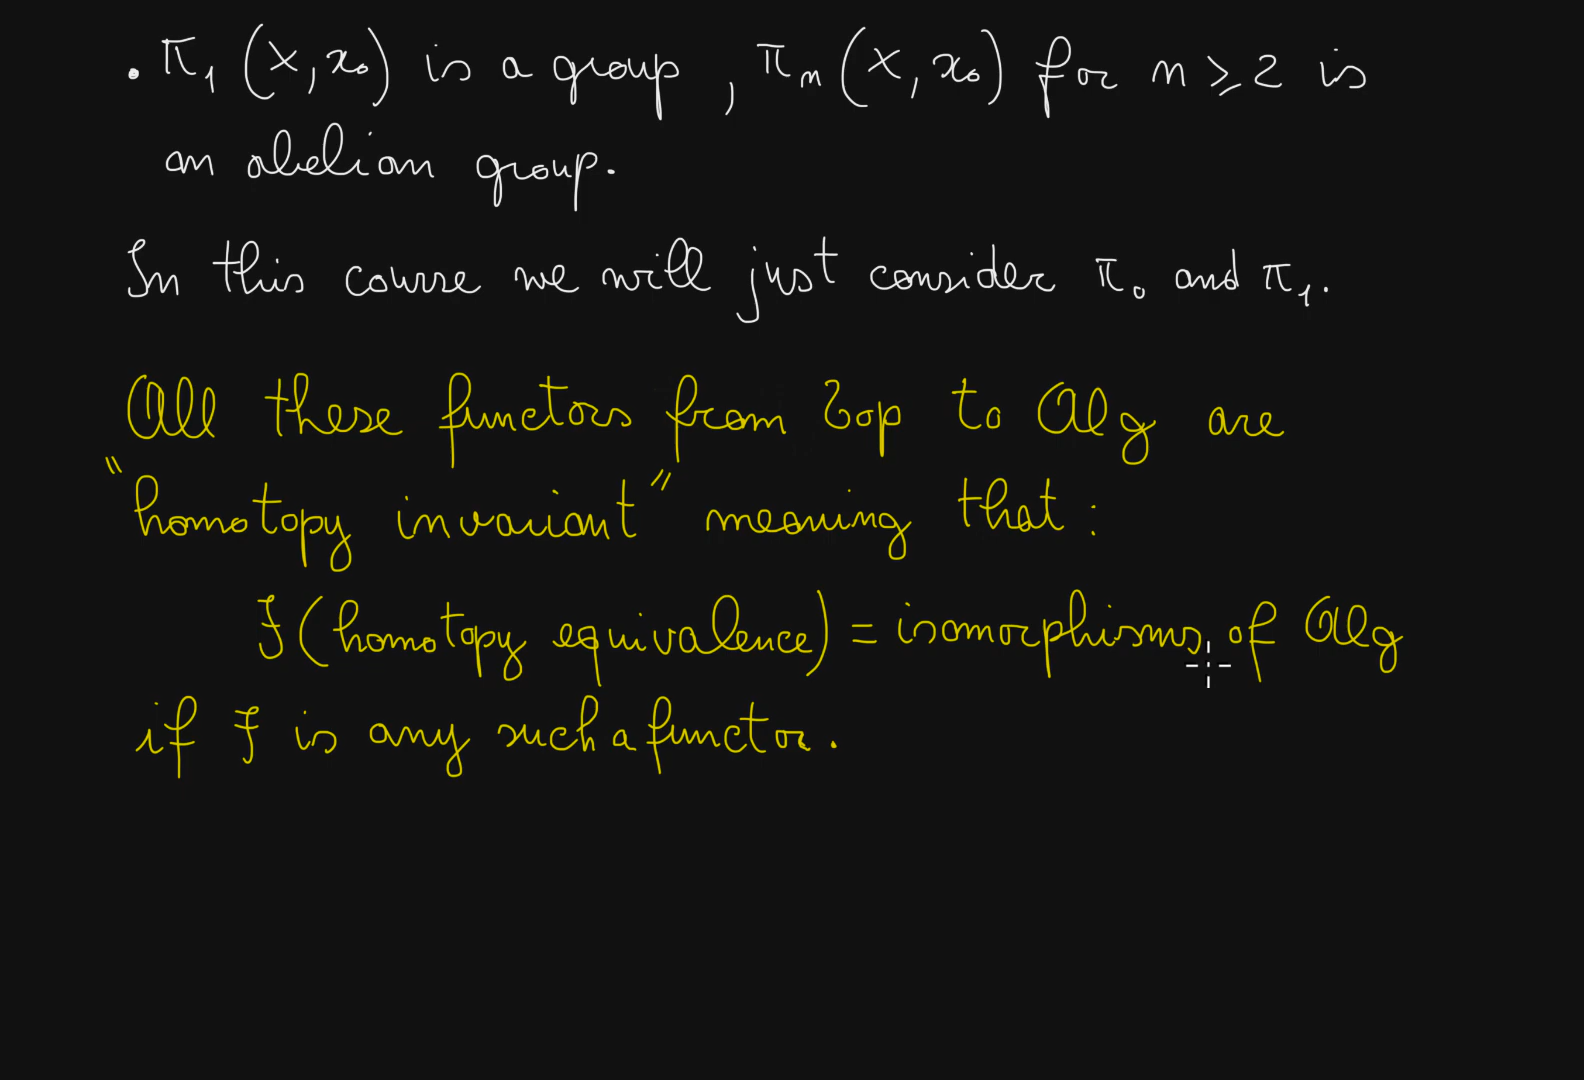 . π₁ (X, x₀) is a group, πₙ (X, x₀) for n ⩾ 2 is
an abelian group.
In this course we will just consider π₀ and π₁.
All these functors from Top to Alg are
"homotopy invariant" meaning that:
F (homotopy equivalence) = isomorphisms of Alg
if F is any such a functor.